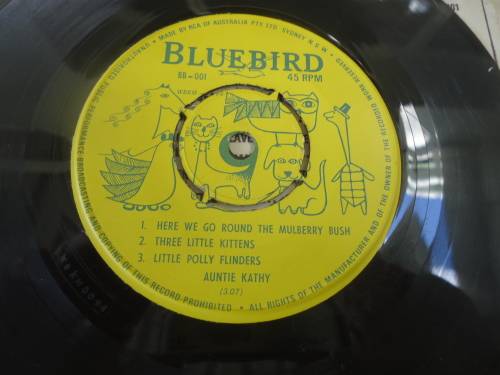 BLUEBIRD
BB-001
45 RPM
1. HERE WE GO ROUND THE MULBERRY BUSH
2. THREE LITTLE KITTENS
3. LITTLE POLLY FLINDERS
AUNTIE KATHY
(3.07)
• MADE BY RCA OF AUSTRALIA PTY. LTD. SYDNEY N.S.W. •
UNAUTHORISED PUBLIC PERFORMANCE BROADCASTING AND COPYING OF THIS RECORD PROHIBITED • ALL RIGHTS OF THE MANUFACTURER AND OF THE OWNER OF THE RECORDED WORK RESERVED